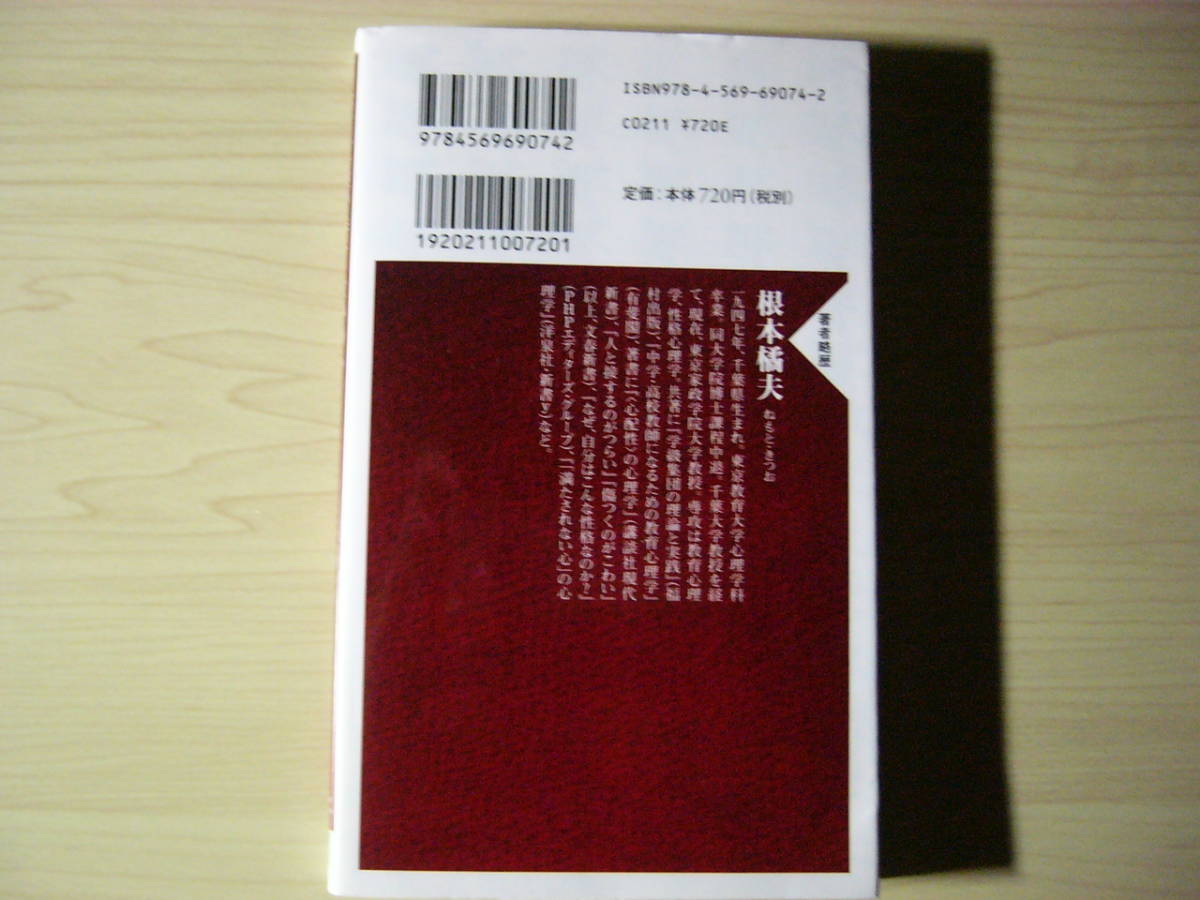 ISBN978-4-569-69074-2
C0211 ¥720E
9784569690742
定価：本体720円（税別）
1920211007201
著者略歴
根本橘夫 ねもと・きつお
一九四七年、千葉県生まれ。東京教育大学心理学科
卒業。同大学院博士課程中退。千葉大学教授を経
て、現在、東京家政学院大学教授。専攻は教育心理
学、性格心理学。共著に『学級集団の理論と実践』（福
村出版）、『中学・高校教師になるための教育心理学』
（有斐閣）、著書に『〈心配性〉の心理学』（講談社現代
新書）、『人と接するのがつらい』『傷つくのがこわい』
（以上、文春新書）、『なぜ、自分はこんな性格なのか？』
（PHPエディターズ・グループ）、『「満たされない心」の心
理学』（洋泉社・新書y）など。